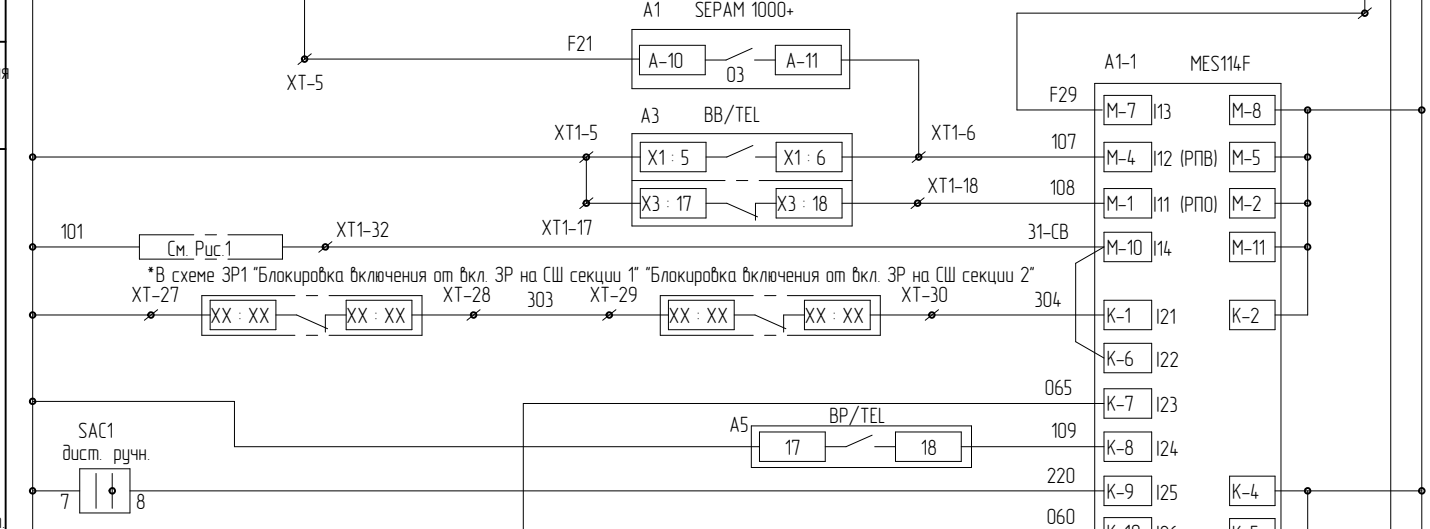 A1 SEPAM 1000+
F21 A-10 03 A-11
XT-5
A1-1 MES114F
F29 M-7 I13 M-8
A3 BB/TEL
XT1-5 X1 : 5 X1 : 6 XT1-6
107 M-4 I12 (РПВ) M-5
X3 : 17 X3 : 18 XT1-18
108 M-1 I11 (РПО) M-2
XT1-17
101 См. Рис.1 XT1-32
31-СВ M-10 I14 M-11
*В схеме ЗР1 "Блокировка включения от вкл. ЗР на СШ секции 1" "Блокировка включения от вкл. ЗР на СШ секции 2"
XT-27 XT-28 303 XT-29 XT-30 304
XX : XX XX : XX XX : XX XX : XX K-1 I21 K-2
K-6 I22
065 K-7 I23
A5 BP/TEL
17 18 109 K-8 I24
SAC1
дист. ручн.
7 8 220 K-9 I25 K-4
060